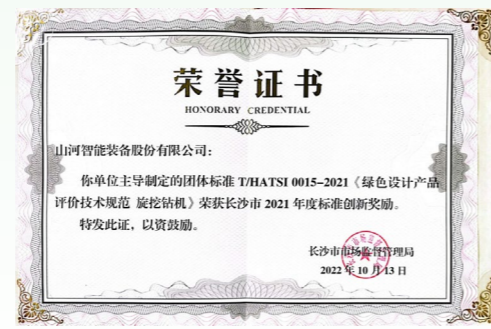 荣誉证书
HONORARY CREDENTIAL
山河智能装备股份有限公司：
你单位主导制定的团体标准 T/HATSI 0015-2021《绿色设计产品
评价技术规范 旋挖钻机》荣获长沙市 2021 年度标准创新奖励。
特发此证，以资鼓励。
长沙市市场监督管理局
2022 年 10 月 13 日